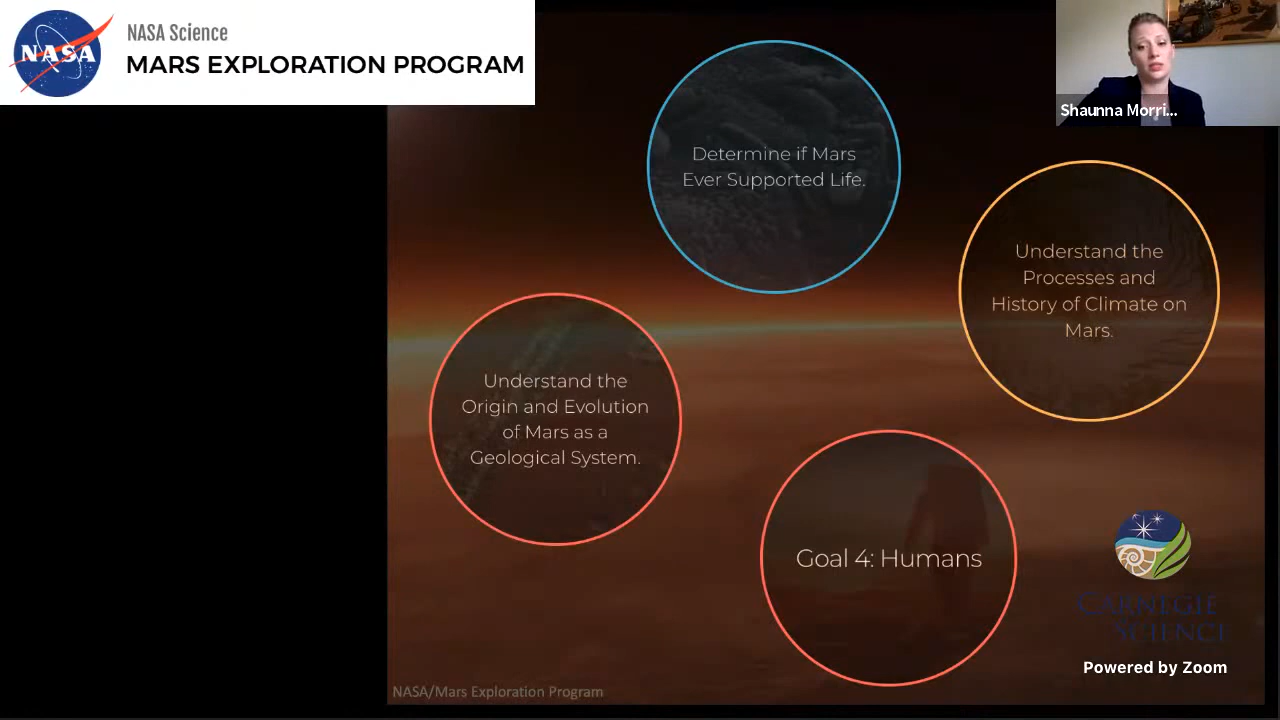 NASA
NASA Science
MARS EXPLORATION PROGRAM
Shaunna Morri...
Determine if Mars
Ever Supported Life.
Understand the
Processes and
History of Climate on
Mars.
Understand the
Origin and Evolution
of Mars as a
Geological System.
Goal 4: Humans
CARNEGIE
SCIENCE
Powered by Zoom
NASA/Mars Exploration Program